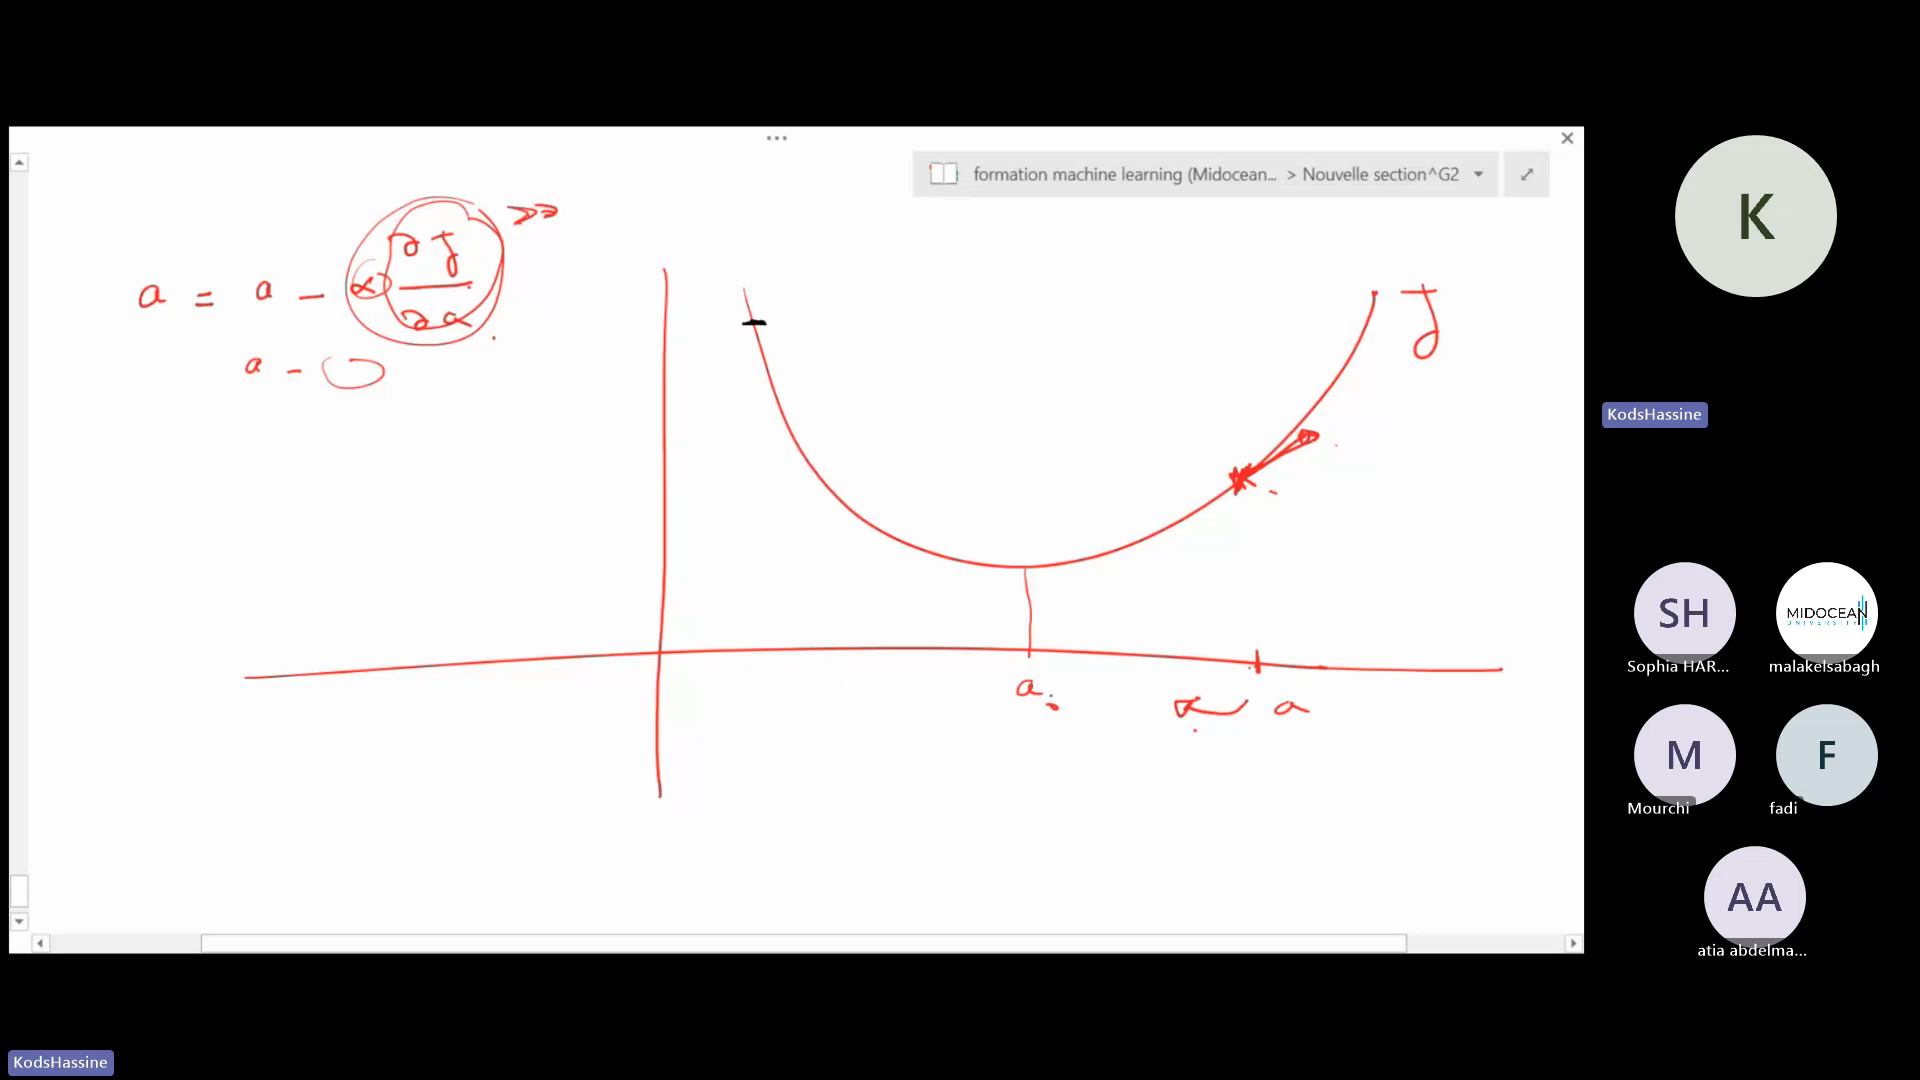 formation machine learning (Midocean... > Nouvelle section^G2
a = a - α ∂J
∂a
a -
J
a
a
K
KodsHassine
SH
Sophia HAR...
MIDOCEAN
UNIVERSITY
malakelsabagh
M
Mourchi
F
fadi
AA
atia abdelma...
KodsHassine